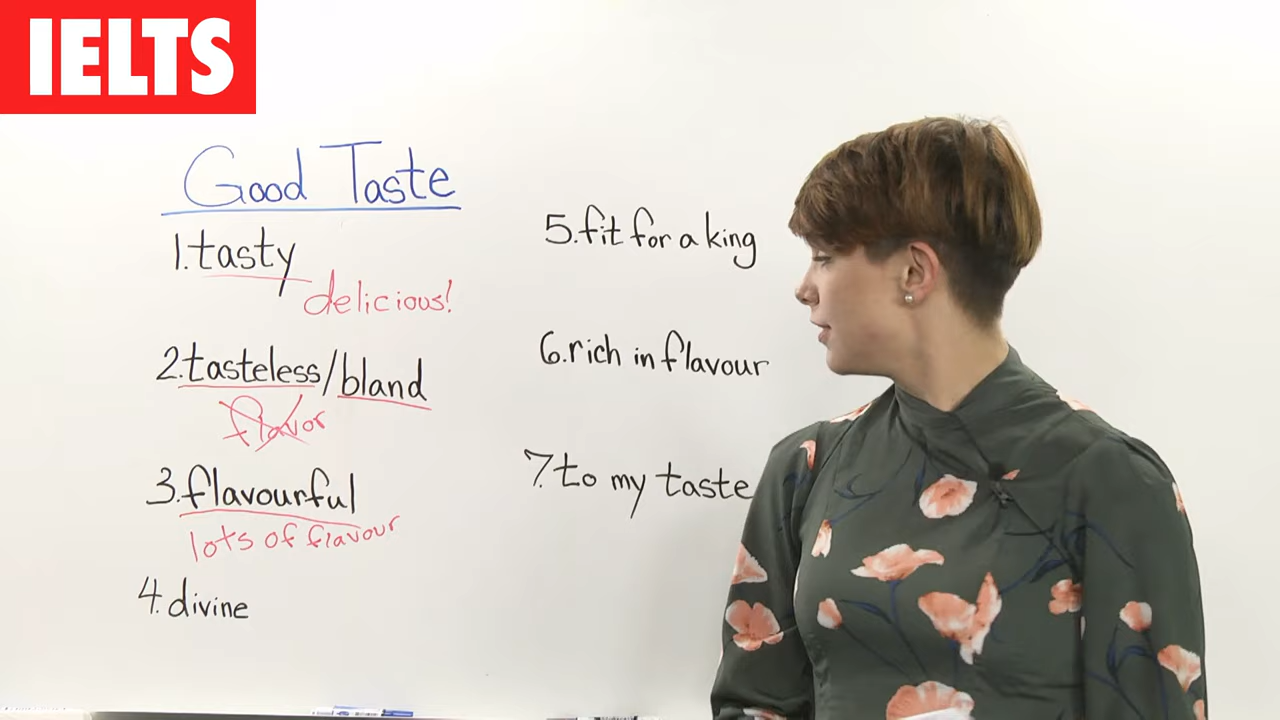 IELTS
Good Taste
1. tasty
delicious!
2. tasteless/bland
flavor
3. flavourful
lots of flavour
4. divine
5. fit for a king
6. rich in flavour
7. to my taste